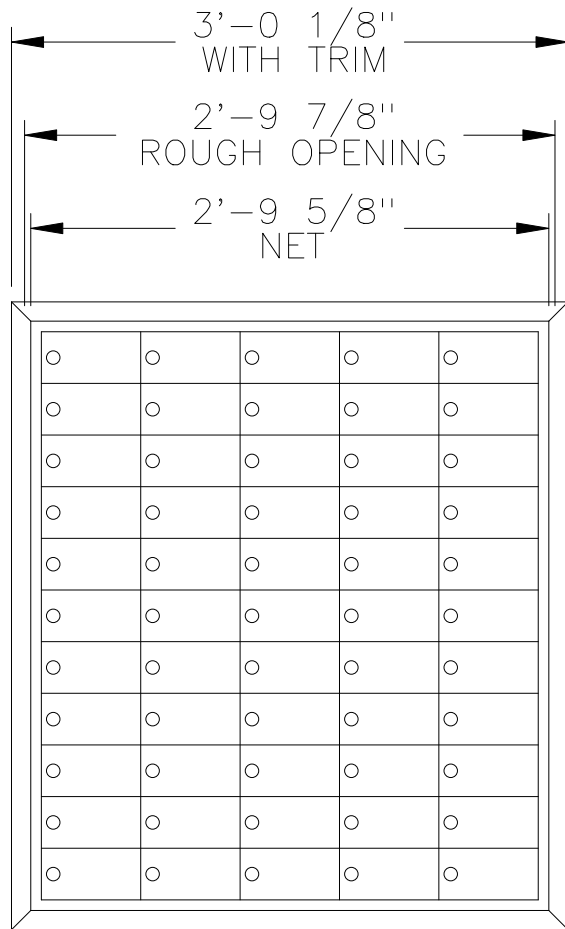 3'-0 1/8"
WITH TRIM
2'-9 7/8"
ROUGH OPENING
2'-9 5/8"
NET